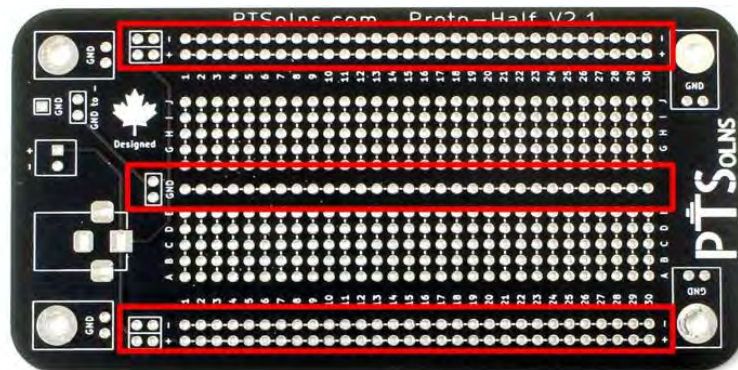 PTSolns.com Proto-Half V2.1
GND
- -
+ +
1 2 3 4 5 6 7 8 9 10 11 12 13 14 15 16 17 18 19 20 21 22 23 24 25 26 27 28 29 30
GND
GND
GND to -
Designed
J J
I I
H H
G G
+
-
GND
PTSOLNS
D D
C C
B B
A A
1 2 3 4 5 6 7 8 9 10 11 12 13 14 15 16 17 18 19 20 21 22 23 24 25 26 27 28 29 30
GND
GND
- -
+ +